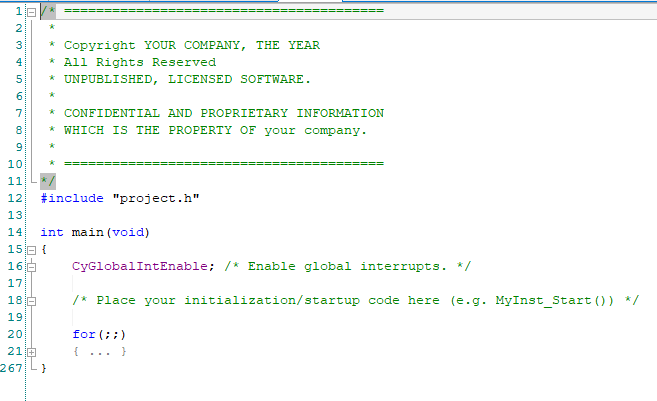 1 /* ========================================
2 *
3 * Copyright YOUR COMPANY, THE YEAR
4 * All Rights Reserved
5 * UNPUBLISHED, LICENSED SOFTWARE.
6 *
7 * CONFIDENTIAL AND PROPRIETARY INFORMATION
8 * WHICH IS THE PROPERTY OF your company.
9 *
10 * ========================================
11 */
12 #include "project.h"
13
14 int main(void)
15 {
16 CyGlobalIntEnable; /* Enable global interrupts. */
17
18 /* Place your initialization/startup code here (e.g. MyInst_Start()) */
19
20 for(;;)
21 { ... }
267 }